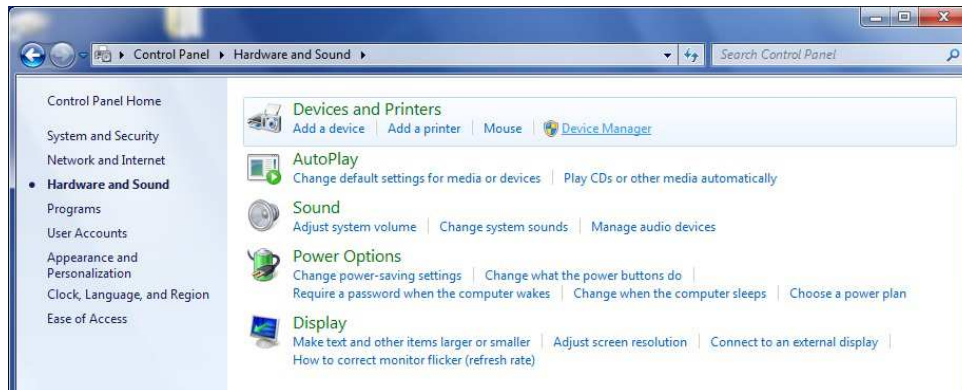 Control Panel ▸ Hardware and Sound ▸
Search Control Panel
Control Panel Home
System and Security
Network and Internet
Hardware and Sound
Programs
User Accounts
Appearance and
Personalization
Clock, Language, and Region
Ease of Access
Devices and Printers
Add a device | Add a printer | Mouse | Device Manager
AutoPlay
Change default settings for media or devices | Play CDs or other media automatically
Sound
Adjust system volume | Change system sounds | Manage audio devices
Power Options
Change power-saving settings | Change what the power buttons do |
Require a password when the computer wakes | Change when the computer sleeps | Choose a power plan
Display
Make text and other items larger or smaller | Adjust screen resolution | Connect to an external display |
How to correct monitor flicker (refresh rate)